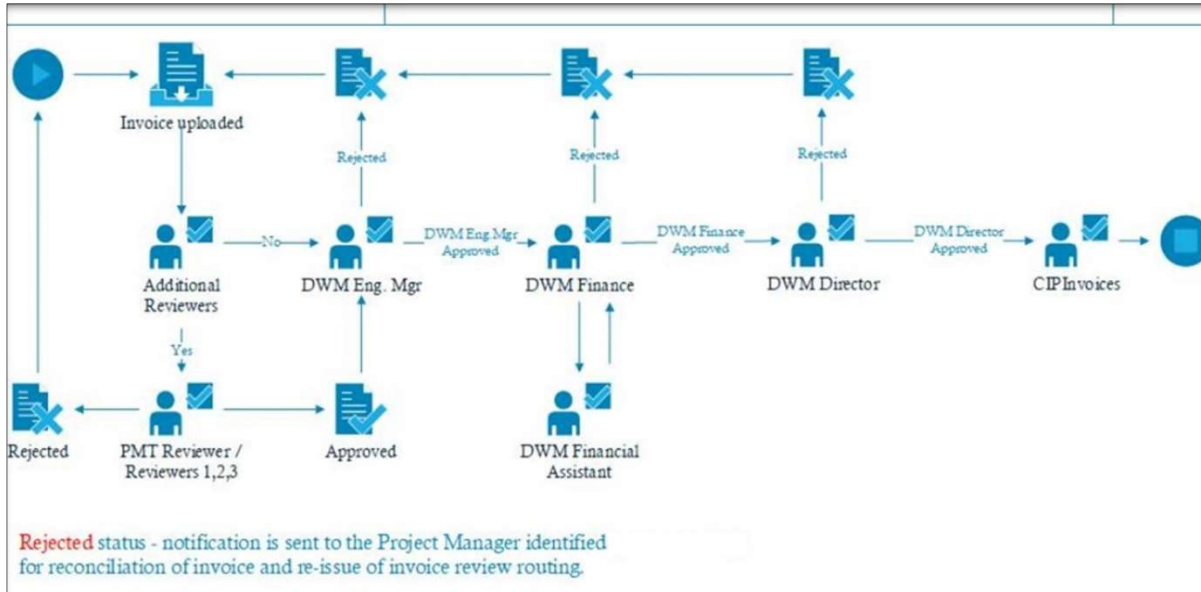 Invoice uploaded
Rejected
Rejected
Rejected
Additional
Reviewers
No
DWM Eng. Mgr
DWM Eng.Mgr
Approved
DWM Finance
DWM Finance
Approved
DWM Director
DWM Director
Approved
CIPInvoices
Yes
Rejected
PMT Reviewer /
Reviewers 1,2,3
Approved
DWM Financial
Assistant
Rejected status - notification is sent to the Project Manager identified
for reconciliation of invoice and re-issue of invoice review routing.